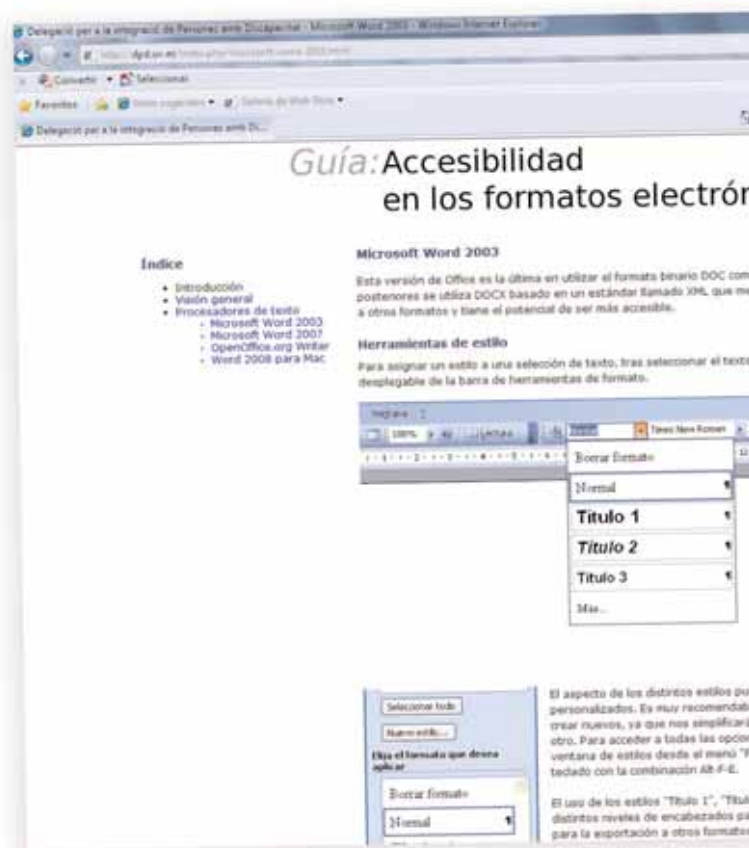 Delegació per a la integració de Persones amb Discapacitat - Microsoft Word 2003 - Windows Internet Explorer
Convertir Seleccionar
Favoritos
Delegació per a la integració de Persones amb Di...
Guía: Accesibilidad
en los formatos electrón
Índice
Introducción
Visión general
Procesadores de texto
Microsoft Word 2003
Microsoft Word 2007
OpenOffice.org Writer
Word 2008 para Mac
Microsoft Word 2003
Esta versión de Office es la última en utilizar el formato binario DOC com
posteriores se utiliza DOCX basado en un estándar llamado XML que me
a otros formatos y tiene el potencial de ser más accesible.
Herramientas de estilo
Para asignar un estilo a una selección de texto, tras seleccionar el texto
desplegable de la barra de herramientas de formato.
100% Lectura Times New Roman
Borrar formato
Normal
Título 1
Título 2
Título 3
Más...
Seleccionar todo
Nuevo estilo...
Elija el formato que desea
aplicar
Borrar formato
Normal
El aspecto de los distintos estilos pu
personalizados. Es muy recomendab
crear nuevos, ya que nos simplificar
otro. Para acceder a todas las opcion
ventana de estilos desde el menú "F
teclado con la combinación Alt-F-E.
El uso de los estilos "Título 1", "Títul
distintos niveles de encabezados pa
para la exportación a otros formatos